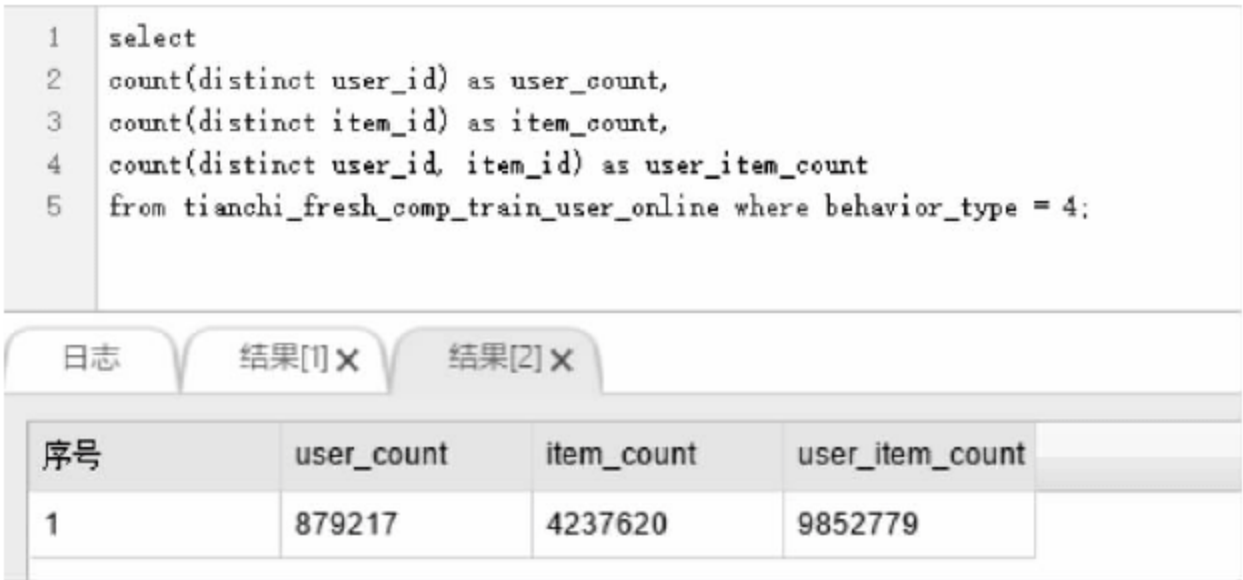 1 select
2 count(distinct user_id) as user_count,
3 count(distinct item_id) as item_count,
4 count(distinct user_id, item_id) as user_item_count
5 from tianchi_fresh_comp_train_user_online where behavior_type = 4;
日志 结果[1] × 结果[2] ×
序号 user_count item_count user_item_count
1 879217 4237620 9852779